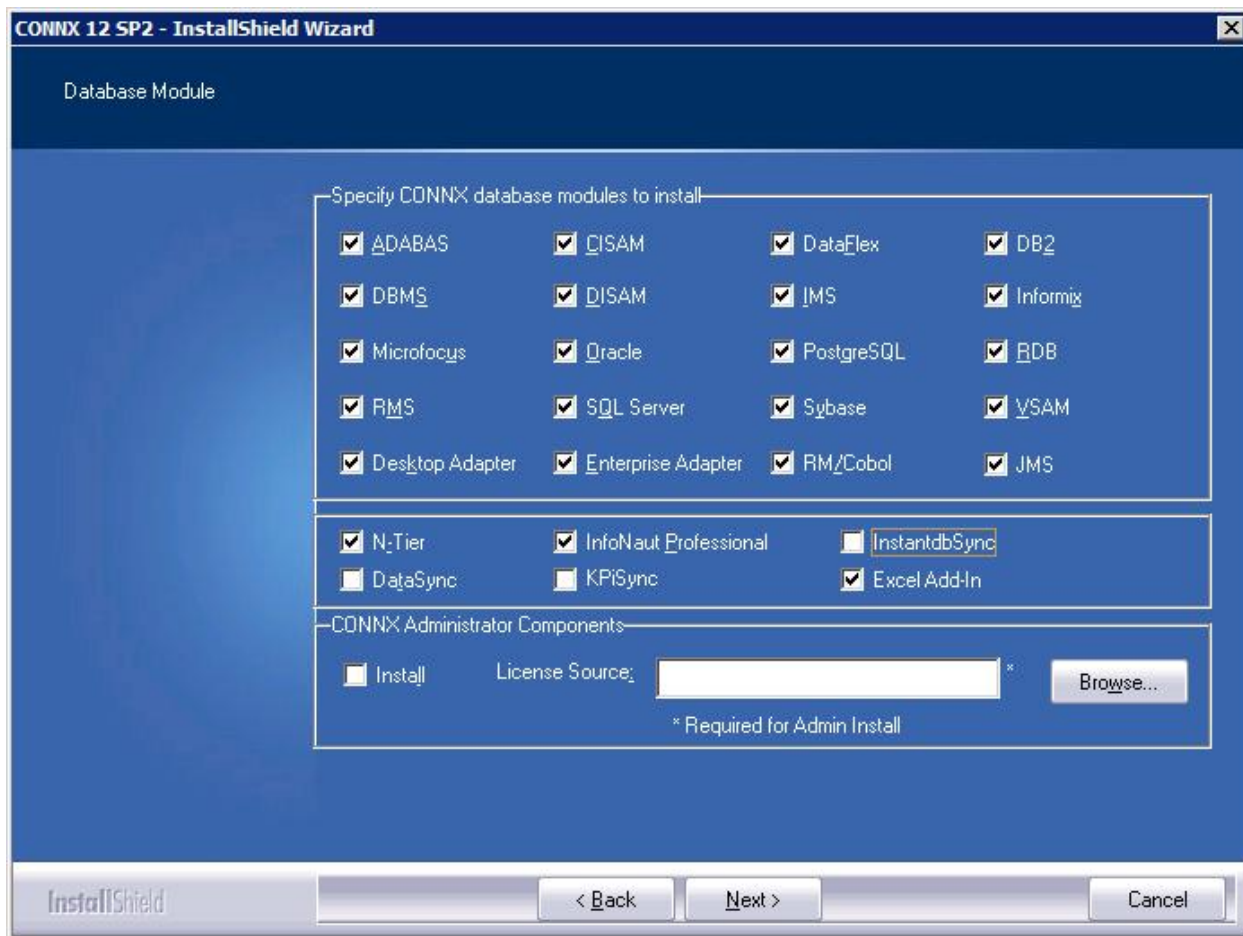 CONNX 12 SP2 - InstallShield Wizard
Database Module
Specify CONNX database modules to install
ADABAS CISAM DataFlex DB2
DBMS DISAM IMS Informix
Microfocus Oracle PostgreSQL RDB
RMS SQL Server Sybase VSAM
Desktop Adapter Enterprise Adapter RM/Cobol JMS
N-Tier InfoNaut Professional InstantdbSync
DataSync KPiSync Excel Add-In
CONNX Administrator Components
Install License Source: * Browse...
* Required for Admin Install
InstallShield < Back Next > Cancel